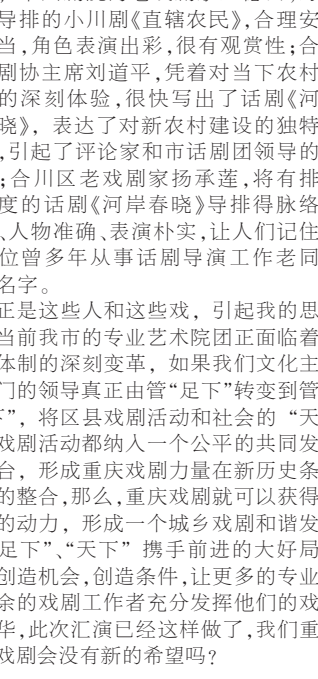 导排的小川剧《直辖农民》，合理安
当，角色表演出彩，很有观赏性；合
剧协主席刘道平，凭着对当下农村
的深刻体验，很快写出了话剧《河
晓》，表达了对新农村建设的独特
，引起了评论家和市话剧团领导的
；合川区老戏剧家扬承莲，将有排
度的话剧《河岸春晓》导排得脉络
、人物准确、表演朴实，让人们记住
位曾多年从事话剧导演工作老同
名字。
正是这些人和这些戏，引起我的思
当前我市的专业艺术院团正面临着
体制的深刻变革，如果我们文化主
门的领导真正由管“足下”转变到管
下”，将区县戏剧活动和社会的“天
戏剧活动都纳入一个公平的共同发
台，形成重庆戏剧力量在新历史条
的整合，那么，重庆戏剧就可以获得
的动力，形成一个城乡戏剧和谐发
足下”、“天下”携手前进的大好局
创造机会，创造条件，让更多的专业
余的戏剧工作者充分发挥他们的戏
华，此次汇演已经这样做了，我们重
戏剧会没有新的希望吗？